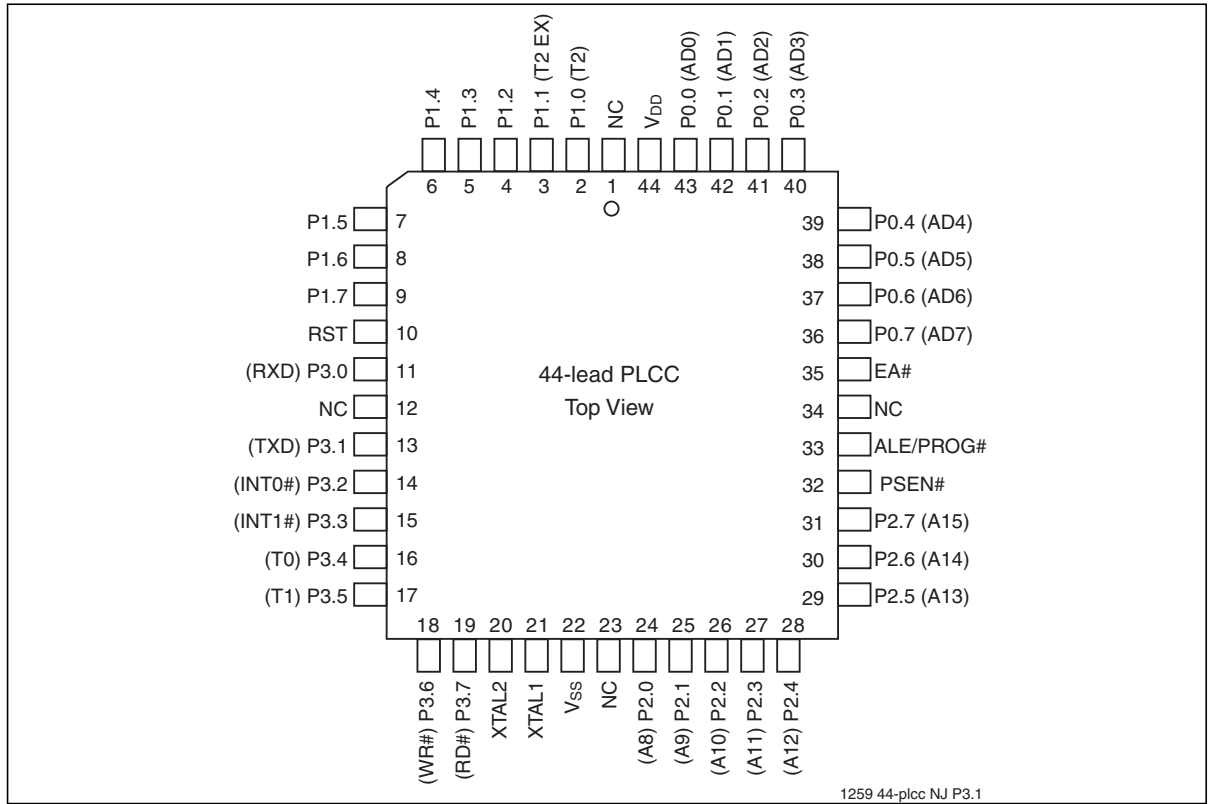 P1.4
P1.3
P1.2
P1.1 (T2 EX)
P1.0 (T2)
NC
VDD
P0.0 (AD0)
P0.1 (AD1)
P0.2 (AD2)
P0.3 (AD3)
6 5 4 3 2 1 44 43 42 41 40
P1.5 7
P1.6 8
P1.7 9
RST 10
(RXD) P3.0 11
NC 12
(TXD) P3.1 13
(INT0#) P3.2 14
(INT1#) P3.3 15
(T0) P3.4 16
(T1) P3.5 17
44-lead PLCC
Top View
39 P0.4 (AD4)
38 P0.5 (AD5)
37 P0.6 (AD6)
36 P0.7 (AD7)
35 EA#
34 NC
33 ALE/PROG#
32 PSEN#
31 P2.7 (A15)
30 P2.6 (A14)
29 P2.5 (A13)
18 19 20 21 22 23 24 25 26 27 28
(WR#) P3.6
(RD#) P3.7
XTAL2
XTAL1
VSS
NC
(A8) P2.0
(A9) P2.1
(A10) P2.2
(A11) P2.3
(A12) P2.4
1259 44-plcc NJ P3.1